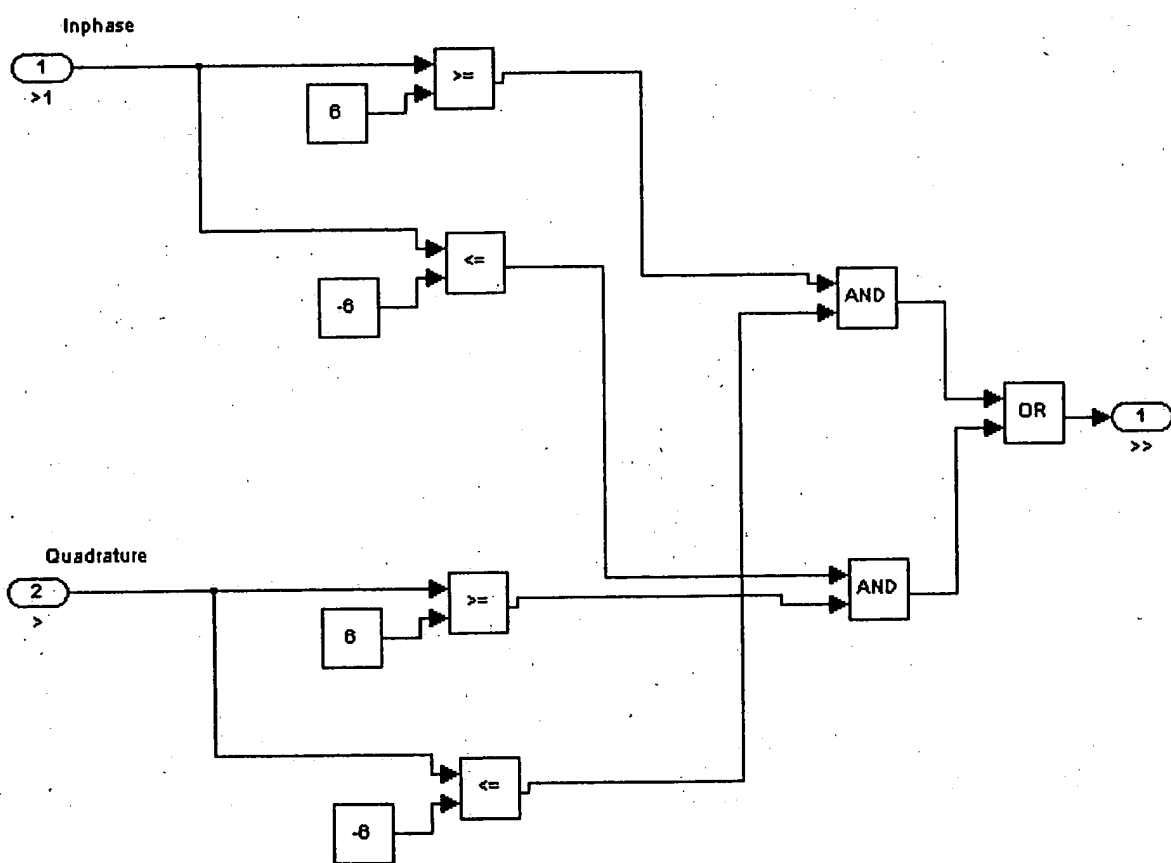 Inphase
1
>1
>=
6
<=
-6
AND
OR
1
>>
Quadrature
2
>
>=
6
AND
<=
-6